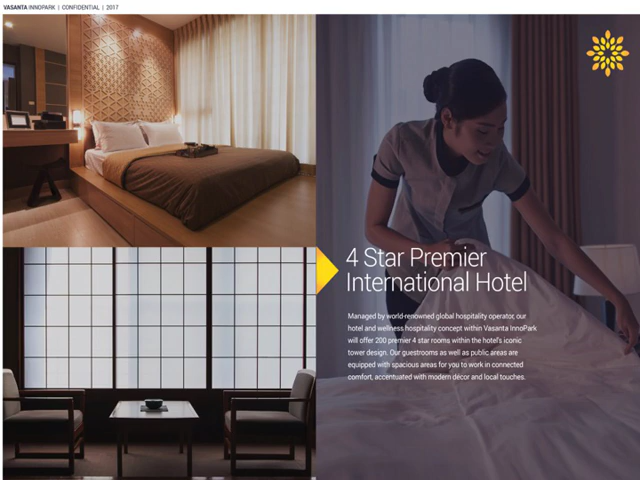 VASANTA INNOPARK | CONFIDENTIAL | 2017
4 Star Premier
International Hotel
Managed by world-renowned global hospitality operator, our
hotel and wellness hospitality concept within Vasanta InnoPark
will offer 200 premier 4 star rooms within the hotel's iconic
tower design. Our guestrooms as well as public areas are
equipped with spacious areas for you to work in connected
comfort, accentuated with modern décor and local touches.